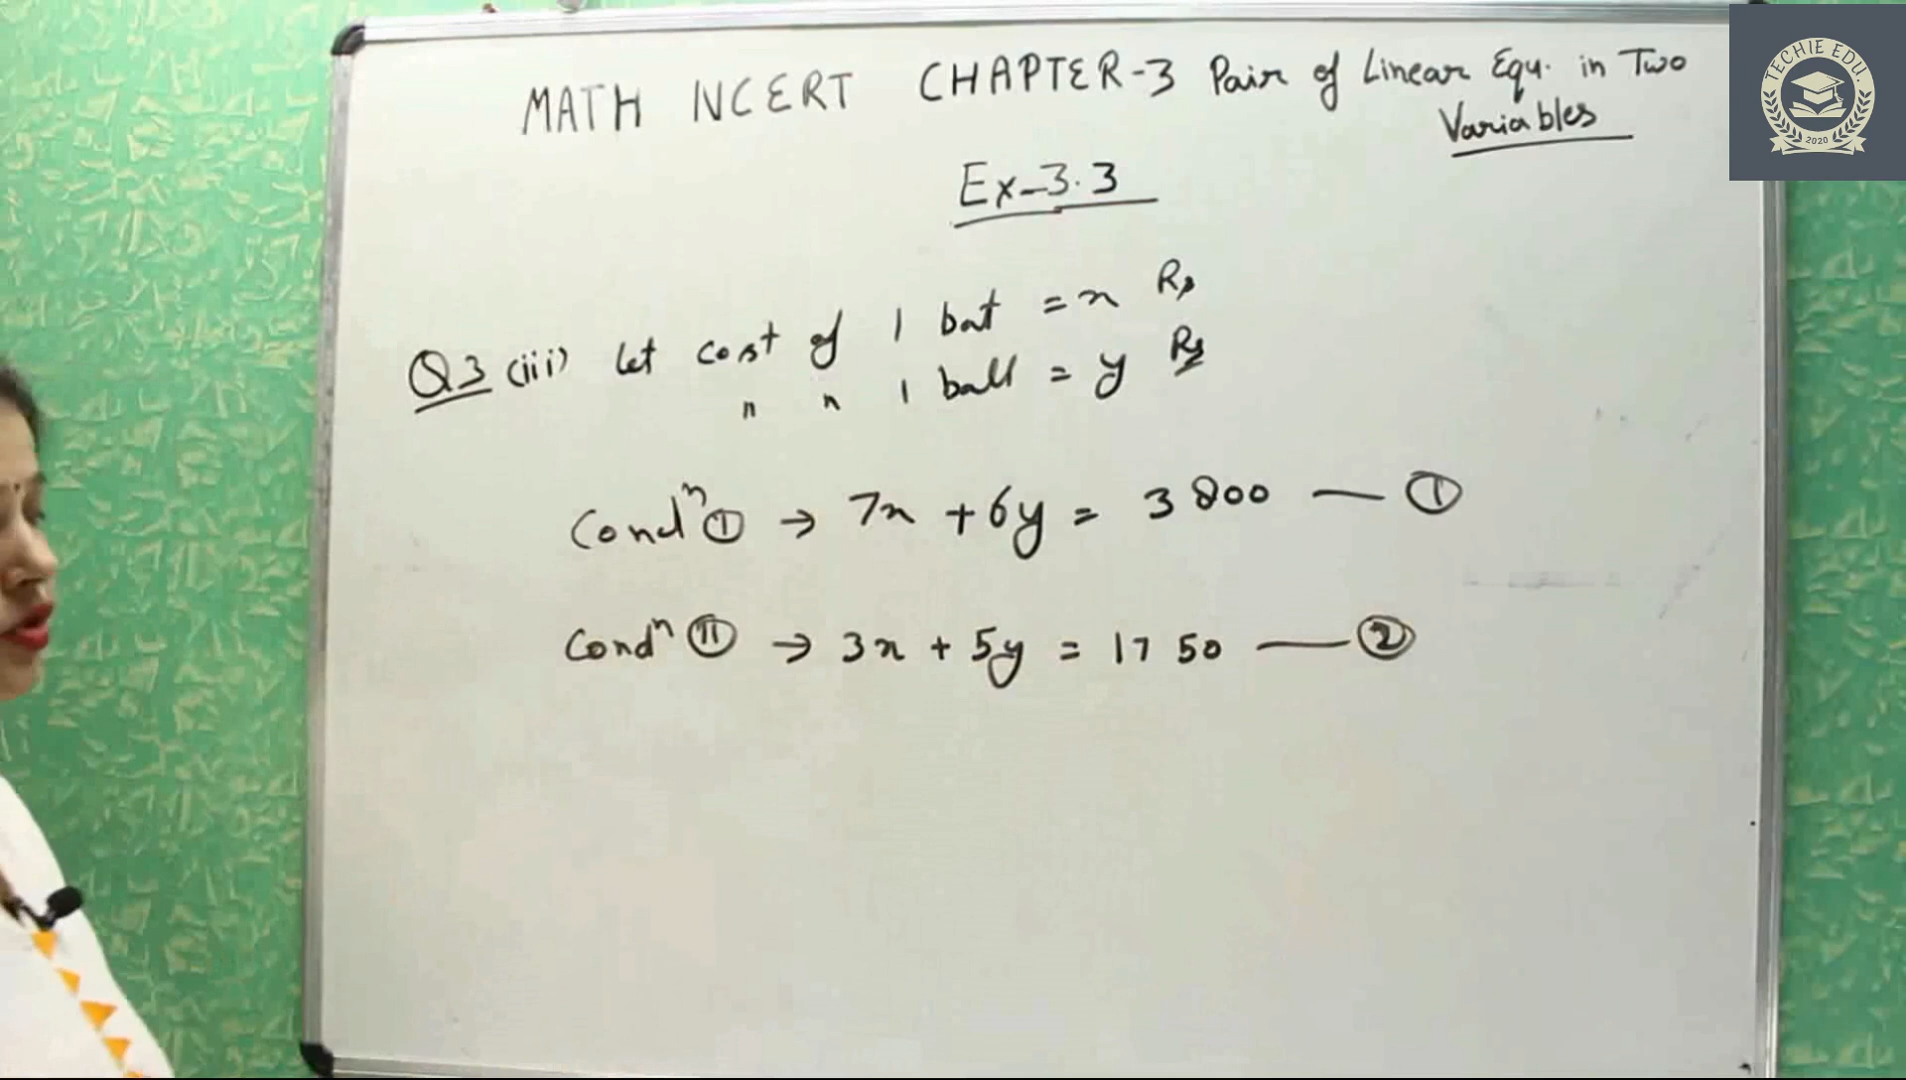 MATH NCERT CHAPTER-3 Pair of Linear Equ. in Two
Variables
TECHIE EDU.
2020
Ex-3.3
Q3 (iii) let cost of 1 bat = x Rs
" " 1 ball = y Rs
Condⁿ ① → 7x + 6y = 3800 — ①
Condⁿ Ⓘ → 3x + 5y = 1750 — ②